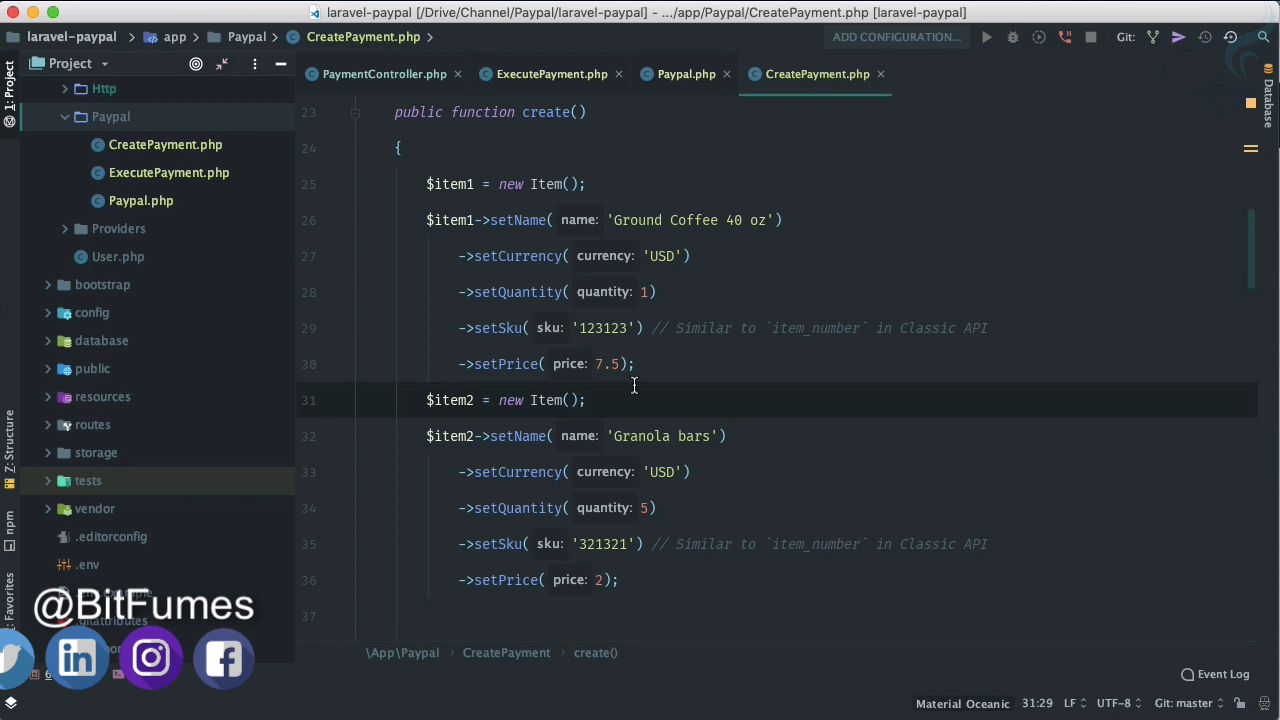 laravel-paypal [/Drive/Channel/Paypal/laravel-paypal] - .../app/Paypal/CreatePayment.php [laravel-paypal]
laravel-paypal app Paypal CreatePayment.php
ADD CONFIGURATION...
Git:
1: Project
Project
PaymentController.php
ExecutePayment.php
Paypal.php
CreatePayment.php
Database
Http
Paypal
CreatePayment.php
ExecutePayment.php
Paypal.php
Providers
User.php
bootstrap
config
database
public
resources
routes
storage
tests
vendor
.editorconfig
.env
.gitattributes
Z: Structure
npm
Favorites
23 public function create()
24 {
25 $item1 = new Item();
26 $item1->setName( name: 'Ground Coffee 40 oz')
27 ->setCurrency( currency: 'USD')
28 ->setQuantity( quantity: 1)
29 ->setSku( sku: '123123') // Similar to `item_number` in Classic API
30 ->setPrice( price: 7.5);
31 $item2 = new Item();
32 $item2->setName( name: 'Granola bars')
33 ->setCurrency( currency: 'USD')
34 ->setQuantity( quantity: 5)
35 ->setSku( sku: '321321') // Similar to `item_number` in Classic API
36 ->setPrice( price: 2);
37
@BitFumes
\App\Paypal CreatePayment create()
Event Log
Material Oceanic 31:29 LF UTF-8 Git: master